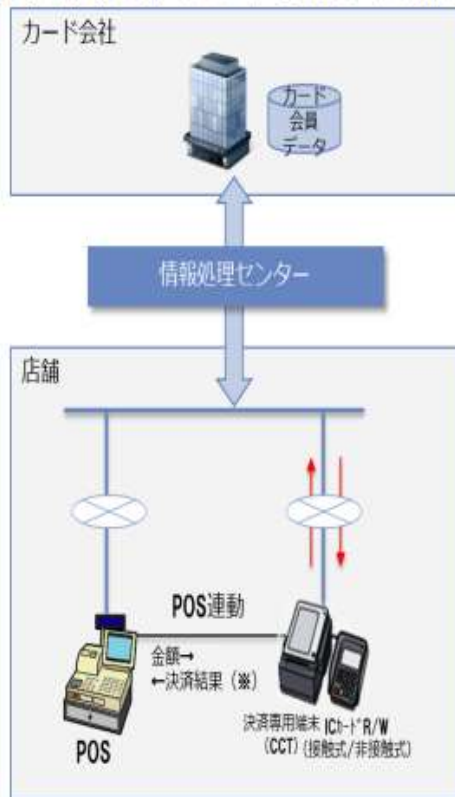 カード会社
カード
会員
データ
情報処理センター
店舗
POS連動
金額→
←決済結果（※）
POS
決済専用端末
(CCT)
ICｶｰﾄﾞR/W
(接触式/非接触式)